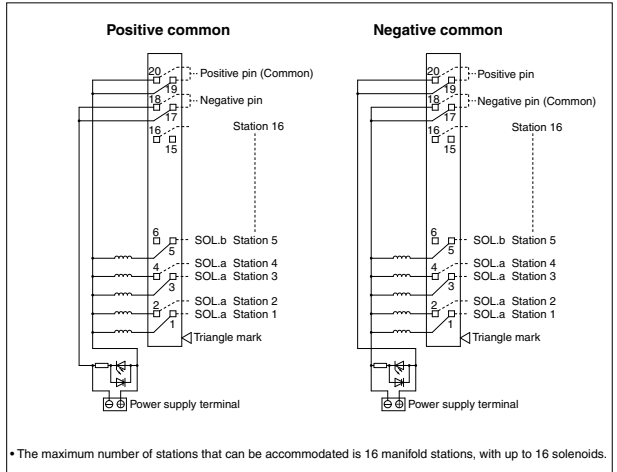 Positive common
20
Positive pin (Common)
19
18
Negative pin
17
16
Station 16
15
6
SOL.b Station 5
5
SOL.a Station 4
4
SOL.a Station 3
3
SOL.a Station 2
2
SOL.a Station 1
1
Triangle mark
⊖ ⊕ Power supply terminal
Negative common
20
Positive pin
19
18
Negative pin (Common)
17
16
Station 16
15
6
SOL.b Station 5
5
SOL.a Station 4
4
SOL.a Station 3
3
SOL.a Station 2
2
SOL.a Station 1
1
Triangle mark
⊖ ⊕ Power supply terminal
• The maximum number of stations that can be accommodated is 16 manifold stations, with up to 16 solenoids.